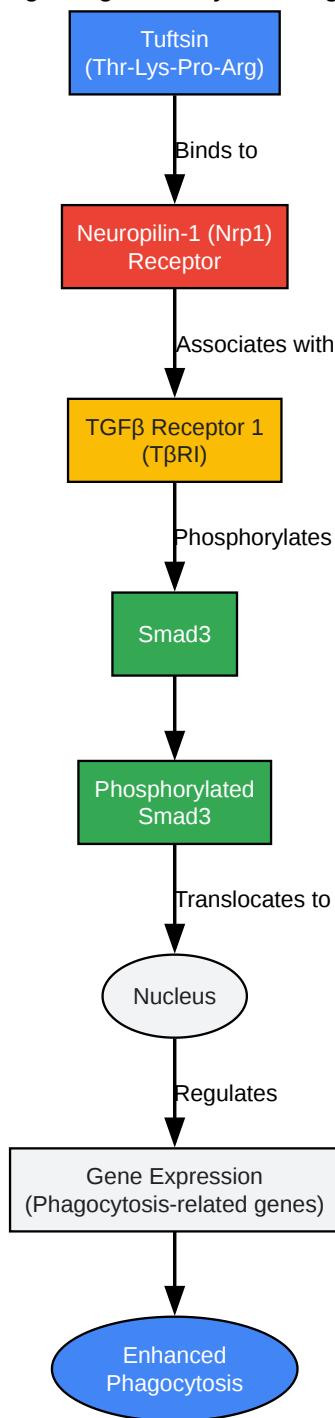 Tuftsin
(Thr-Lys-Pro-Arg)
Binds to
Neuropilin-1 (Nrp1)
Receptor
Associates with
TGFβ Receptor 1
(TβRI)
Phosphorylates
Smad3
Phosphorylated
Smad3
Translocates to
Nucleus
Regulates
Gene Expression
(Phagocytosis-related genes)
Enhanced
Phagocytosis